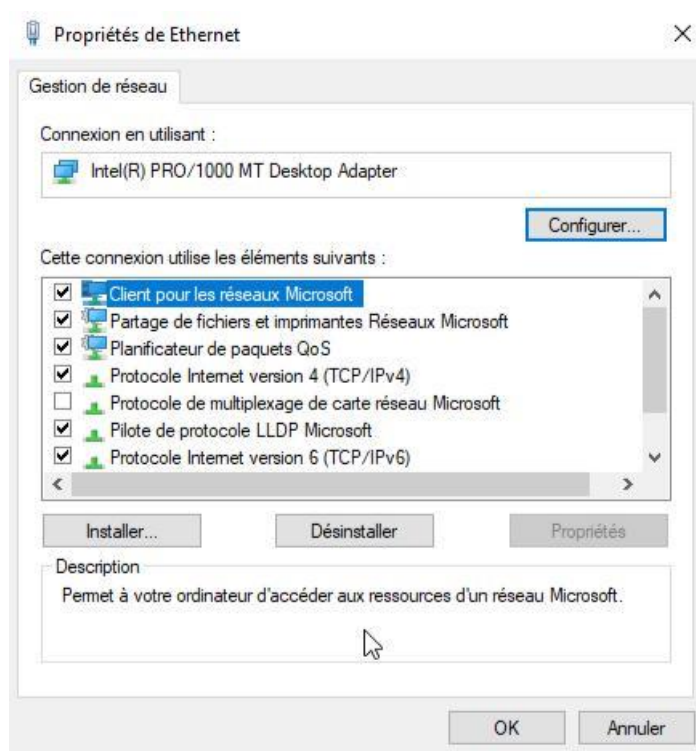 Propriétés de Ethernet
Gestion de réseau
Connexion en utilisant :
Intel(R) PRO/1000 MT Desktop Adapter
Configurer...
Cette connexion utilise les éléments suivants :
Client pour les réseaux Microsoft
Partage de fichiers et imprimantes Réseaux Microsoft
Planificateur de paquets QoS
Protocole Internet version 4 (TCP/IPv4)
Protocole de multiplexage de carte réseau Microsoft
Pilote de protocole LLDP Microsoft
Protocole Internet version 6 (TCP/IPv6)
Installer... Désinstaller Propriétés
Description
Permet à votre ordinateur d'accéder aux ressources d'un réseau Microsoft.
OK Annuler